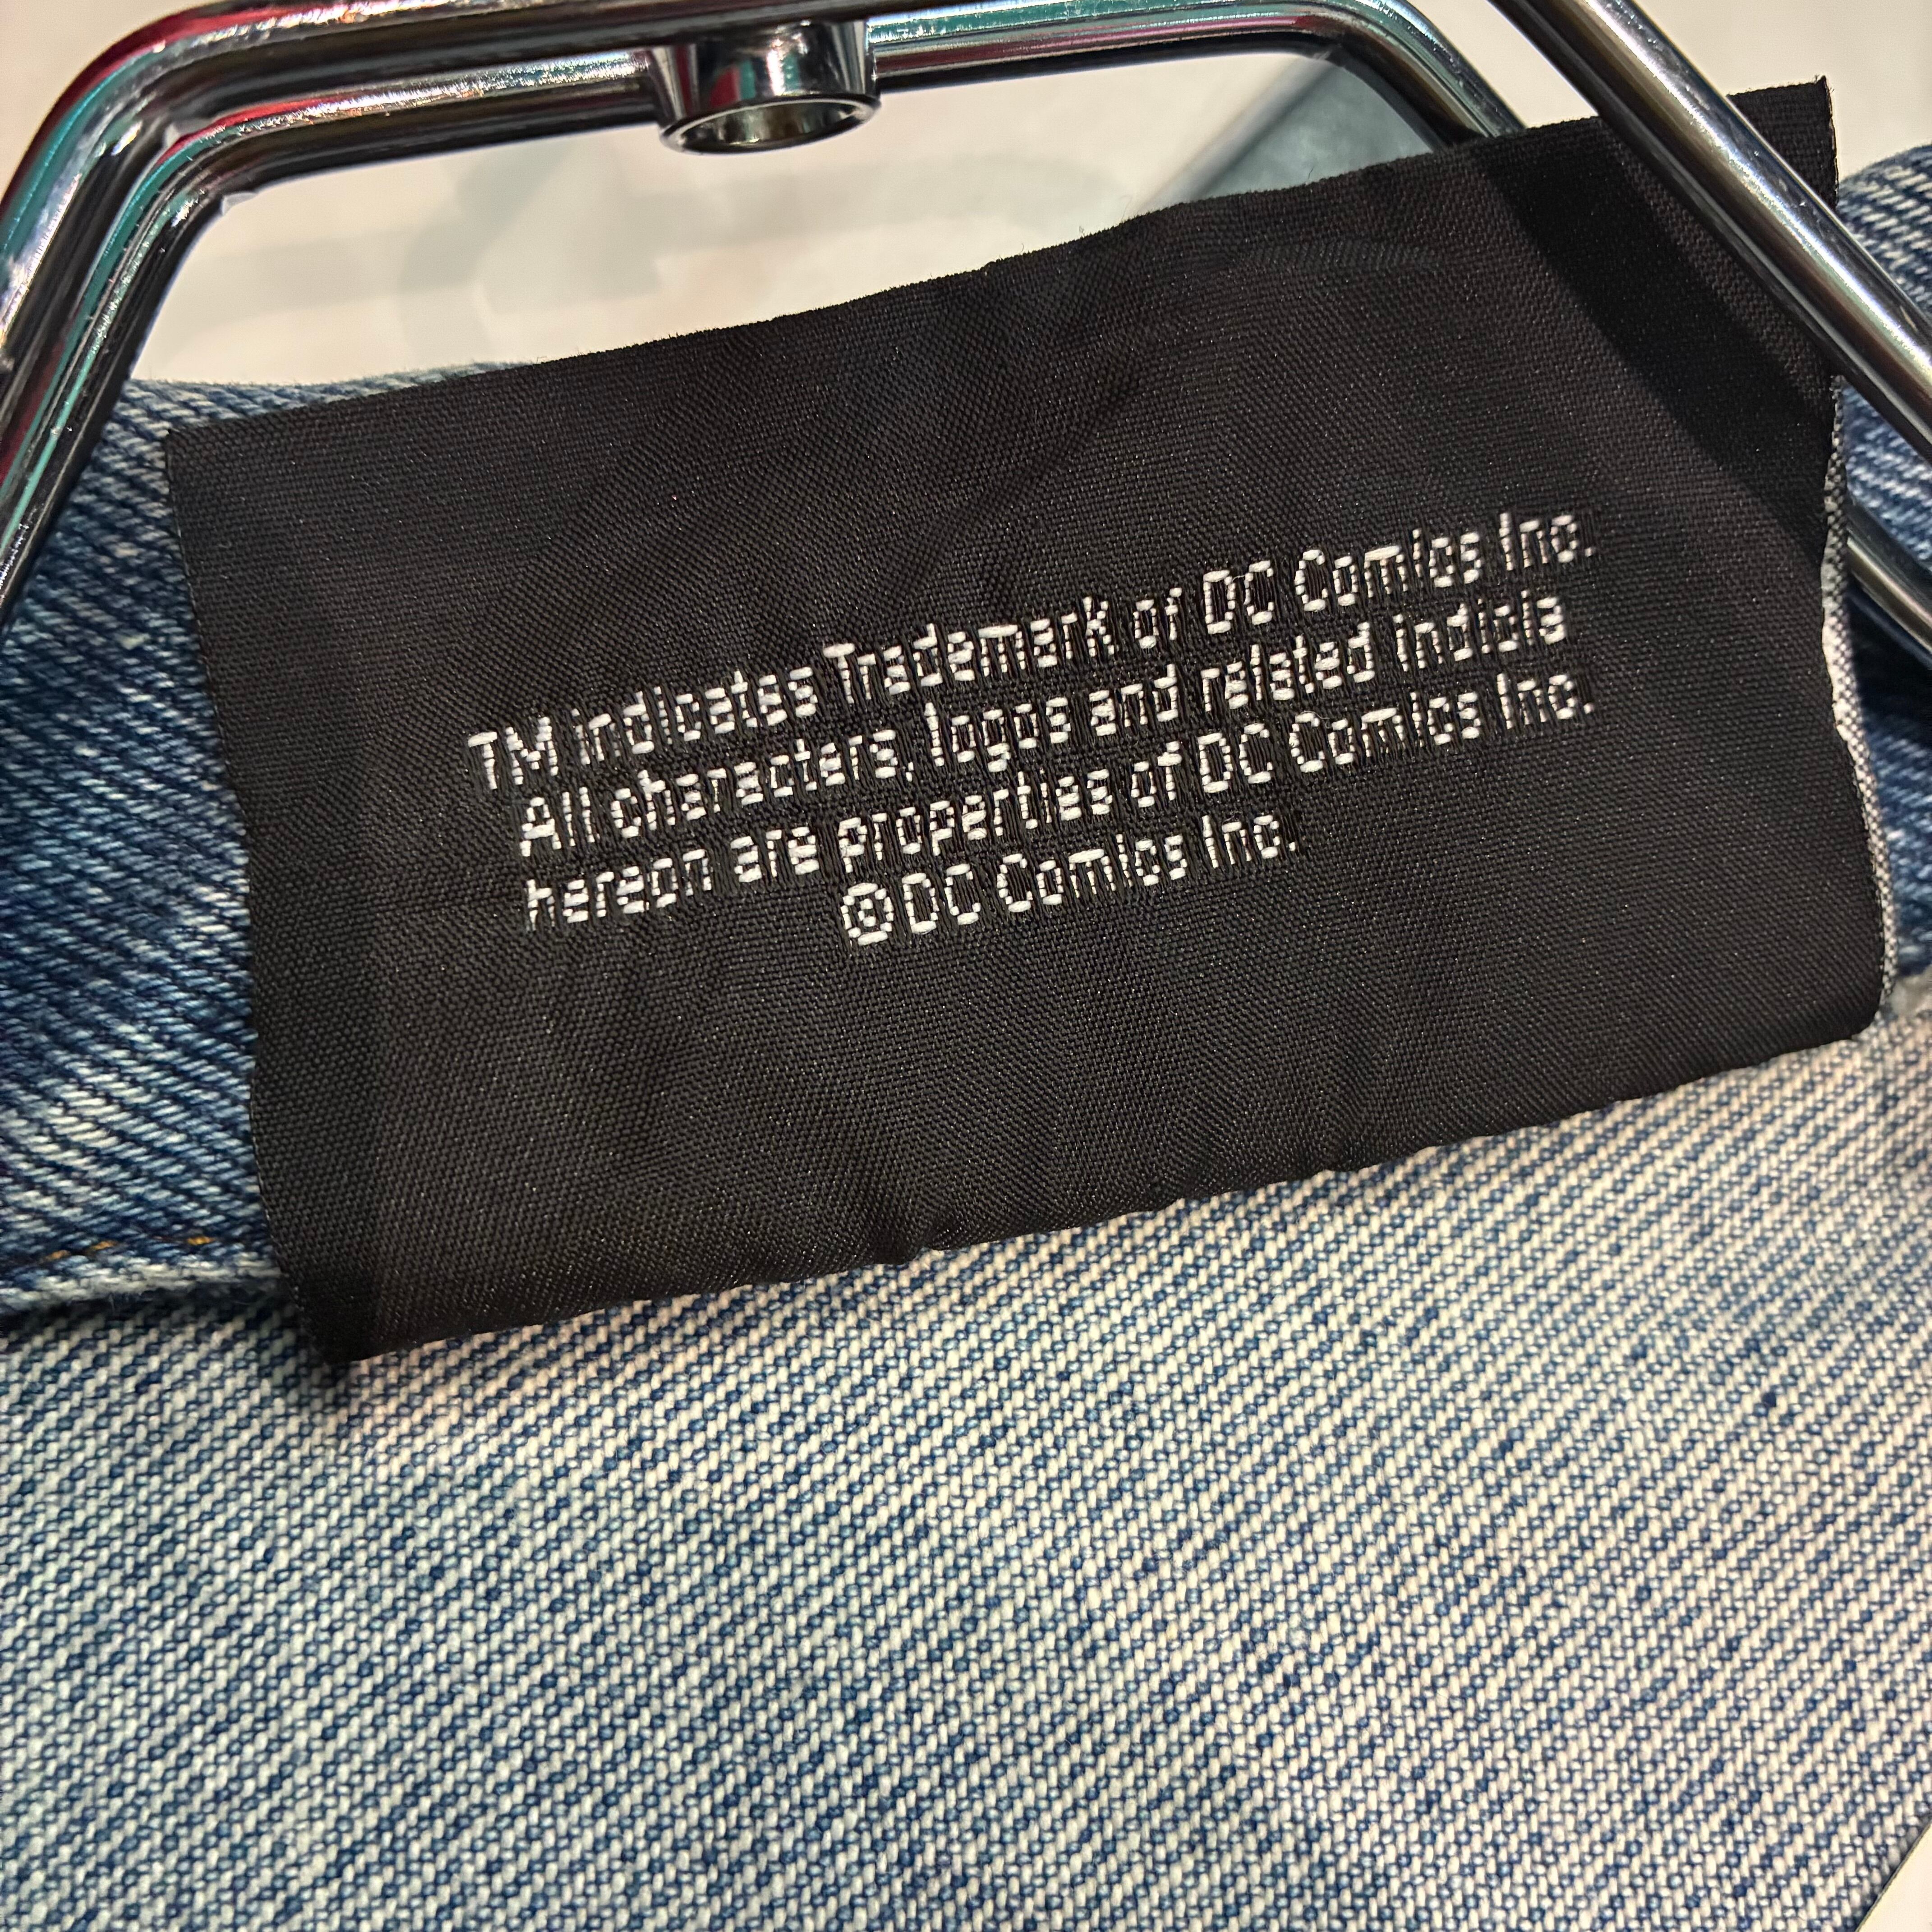 TM indicates Trademark of DC Comics Inc.
All characters, logos and related indicia
hereon are properties of DC Comics Inc.
©DC Comics Inc.